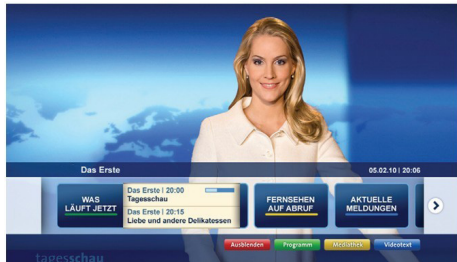 Das Erste
05.02.10 | 20:06
WAS
LÄUFT JETZT
Das Erste | 20:00
Tagesschau
Das Erste | 20:15
Liebe und andere Delikatessen
FERNSEHEN
AUF ABRUF
AKTUELLE
MELDUNGEN
Ausblenden
Programm
Mediathek
Videotext
tagesschau